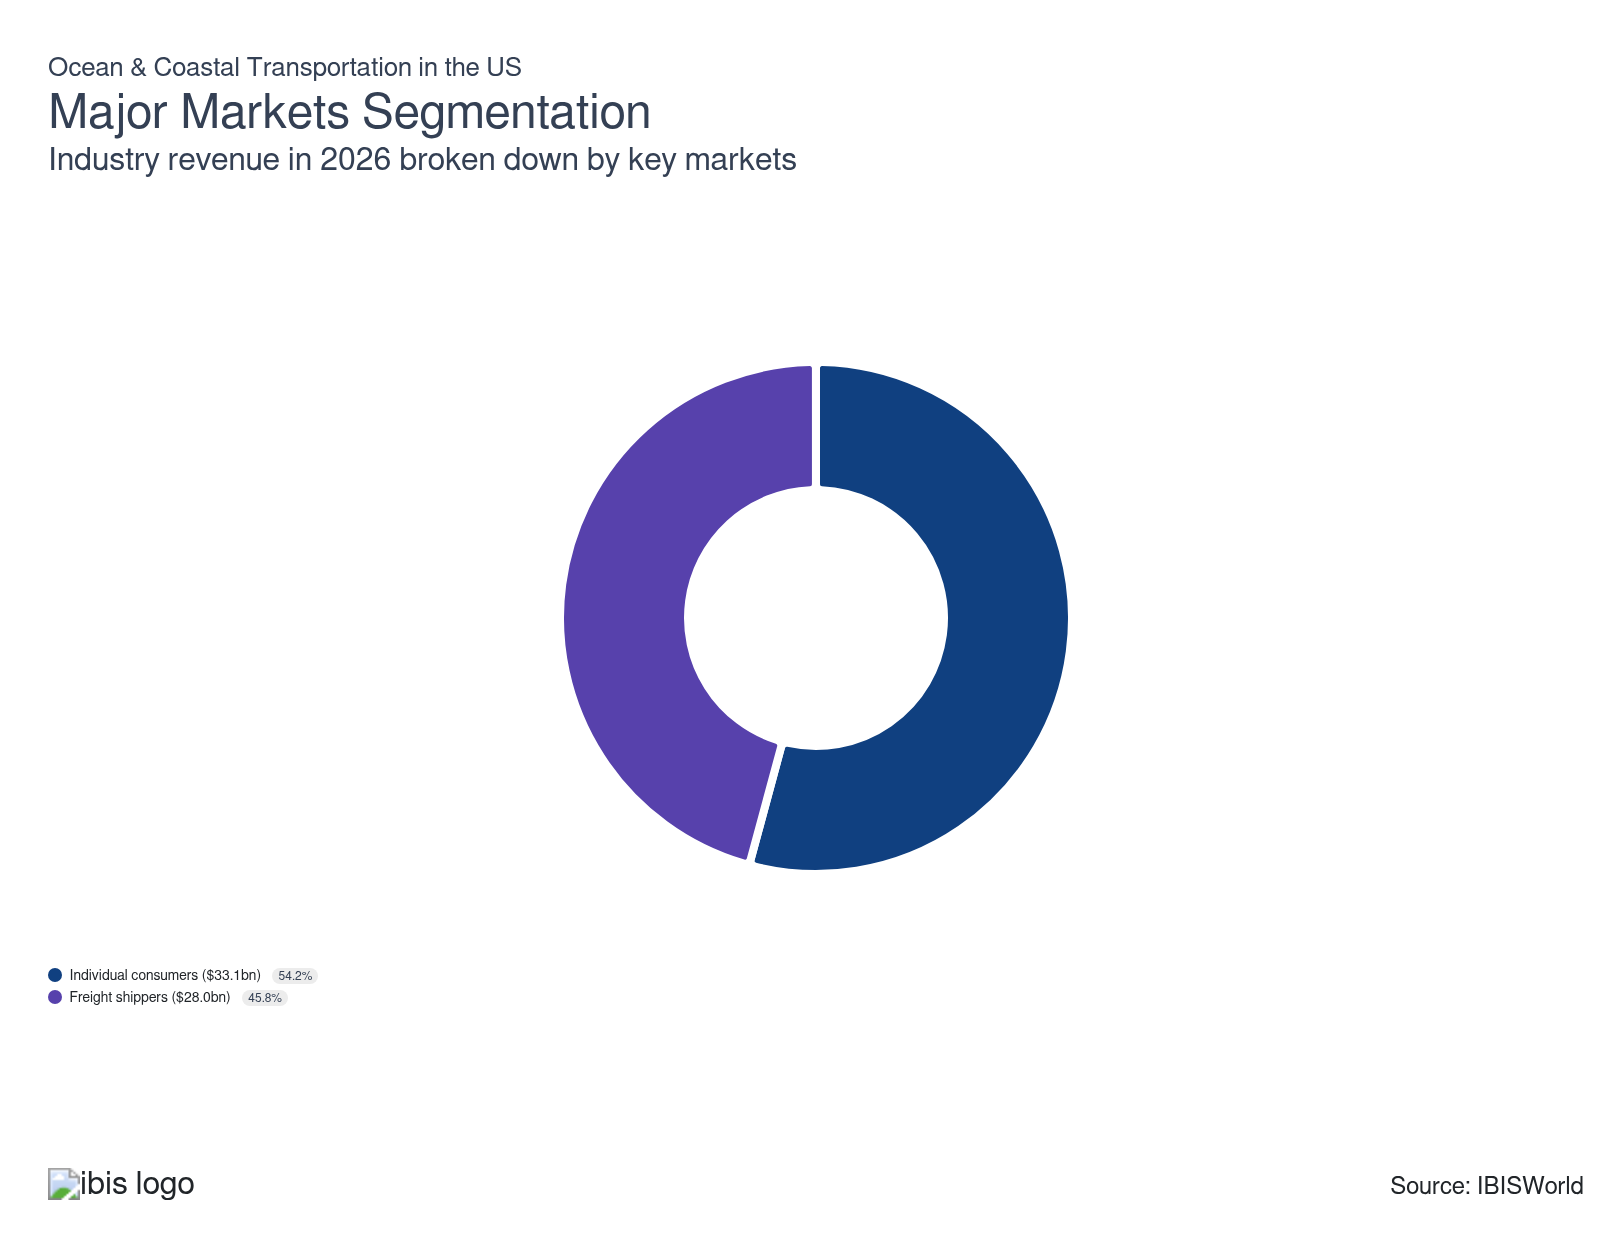 Ocean & Coastal Transportation in the US
Major Markets Segmentation
Industry revenue in 2026 broken down by key markets
Individual consumers ($33.1bn) 54.2%
Freight shippers ($28.0bn) 45.8%
ibis logo
Source: IBISWorld